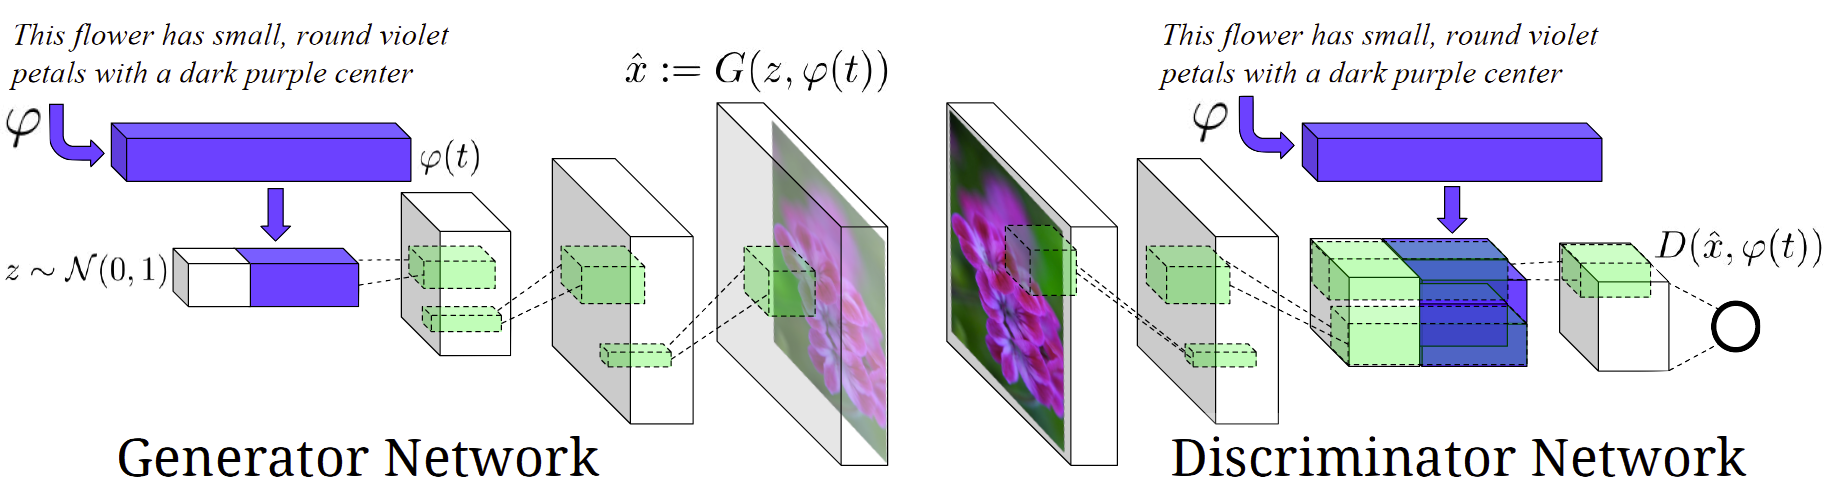 This flower has small, round violet
petals with a dark purple center
φ
φ(t)
z ∼ 𝒩(0, 1)
x̂ := G(z, φ(t))
Generator Network
This flower has small, round violet
petals with a dark purple center
φ
D(x̂, φ(t))
Discriminator Network